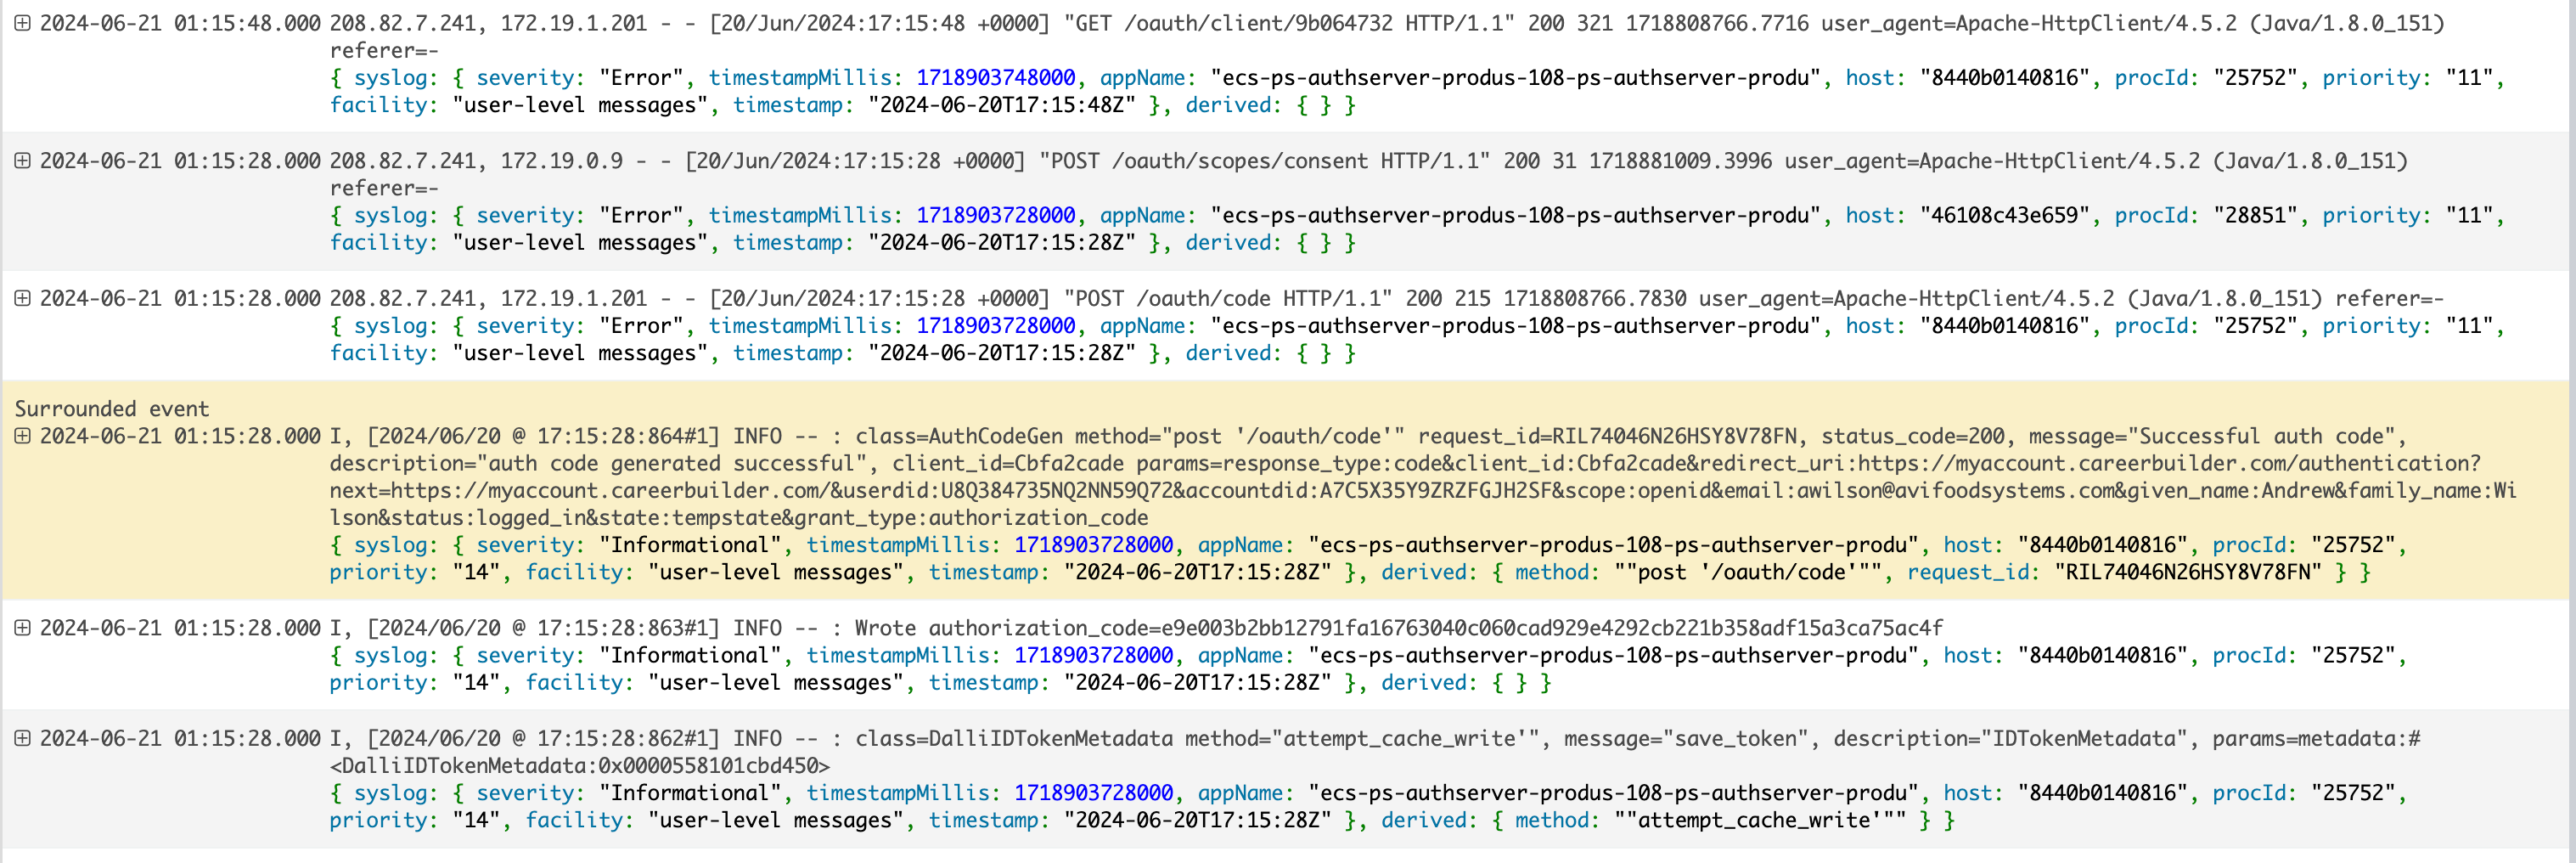 2024-06-21 01:15:48.000 208.82.7.241, 172.19.1.201 - - [20/Jun/2024:17:15:48 +0000] "GET /oauth/client/9b064732 HTTP/1.1" 200 321 1718808766.7716 user_agent=Apache-HttpClient/4.5.2 (Java/1.8.0_151)
referer=-
{ syslog: { severity: "Error", timestampMillis: 1718903748000, appName: "ecs-ps-authserver-produs-108-ps-authserver-produ", host: "8440b0140816", procId: "25752", priority: "11",
facility: "user-level messages", timestamp: "2024-06-20T17:15:48Z" }, derived: { } }
2024-06-21 01:15:28.000 208.82.7.241, 172.19.0.9 - - [20/Jun/2024:17:15:28 +0000] "POST /oauth/scopes/consent HTTP/1.1" 200 31 1718881009.3996 user_agent=Apache-HttpClient/4.5.2 (Java/1.8.0_151)
referer=-
{ syslog: { severity: "Error", timestampMillis: 1718903728000, appName: "ecs-ps-authserver-produs-108-ps-authserver-produ", host: "46108c43e659", procId: "28851", priority: "11",
facility: "user-level messages", timestamp: "2024-06-20T17:15:28Z" }, derived: { } }
2024-06-21 01:15:28.000 208.82.7.241, 172.19.1.201 - - [20/Jun/2024:17:15:28 +0000] "POST /oauth/code HTTP/1.1" 200 215 1718808766.7830 user_agent=Apache-HttpClient/4.5.2 (Java/1.8.0_151) referer=-
{ syslog: { severity: "Error", timestampMillis: 1718903728000, appName: "ecs-ps-authserver-produs-108-ps-authserver-produ", host: "8440b0140816", procId: "25752", priority: "11",
facility: "user-level messages", timestamp: "2024-06-20T17:15:28Z" }, derived: { } }
Surrounded event
2024-06-21 01:15:28.000 I, [2024/06/20 @ 17:15:28:864#1] INFO -- : class=AuthCodeGen method="post '/oauth/code'" request_id=RIL74046N26HSY8V78FN, status_code=200, message="Successful auth code",
description="auth code generated successful", client_id=Cbfa2cade params=response_type:code&client_id:Cbfa2cade&redirect_uri:https://myaccount.careerbuilder.com/authentication?
next=https://myaccount.careerbuilder.com/&userdid:U8Q384735NQ2NN59Q72&accountdid:A7C5X35Y9ZRZFGJH2SF&scope:openid&email:awilson@avifoodsystems.com&given_name:Andrew&family_name:Wi
lson&status:logged_in&state:tempstate&grant_type:authorization_code
{ syslog: { severity: "Informational", timestampMillis: 1718903728000, appName: "ecs-ps-authserver-produs-108-ps-authserver-produ", host: "8440b0140816", procId: "25752",
priority: "14", facility: "user-level messages", timestamp: "2024-06-20T17:15:28Z" }, derived: { method: ""post '/oauth/code'"", request_id: "RIL74046N26HSY8V78FN" } }
2024-06-21 01:15:28.000 I, [2024/06/20 @ 17:15:28:863#1] INFO -- : Wrote authorization_code=e9e003b2bb12791fa16763040c060cad929e4292cb221b358adf15a3ca75ac4f
{ syslog: { severity: "Informational", timestampMillis: 1718903728000, appName: "ecs-ps-authserver-produs-108-ps-authserver-produ", host: "8440b0140816", procId: "25752",
priority: "14", facility: "user-level messages", timestamp: "2024-06-20T17:15:28Z" }, derived: { } }
2024-06-21 01:15:28.000 I, [2024/06/20 @ 17:15:28:862#1] INFO -- : class=DalliIDTokenMetadata method="attempt_cache_write'", message="save_token", description="IDTokenMetadata", params=metadata:#
<DalliIDTokenMetadata:0x0000558101cbd450>
{ syslog: { severity: "Informational", timestampMillis: 1718903728000, appName: "ecs-ps-authserver-produs-108-ps-authserver-produ", host: "8440b0140816", procId: "25752",
priority: "14", facility: "user-level messages", timestamp: "2024-06-20T17:15:28Z" }, derived: { method: ""attempt_cache_write'"" } }